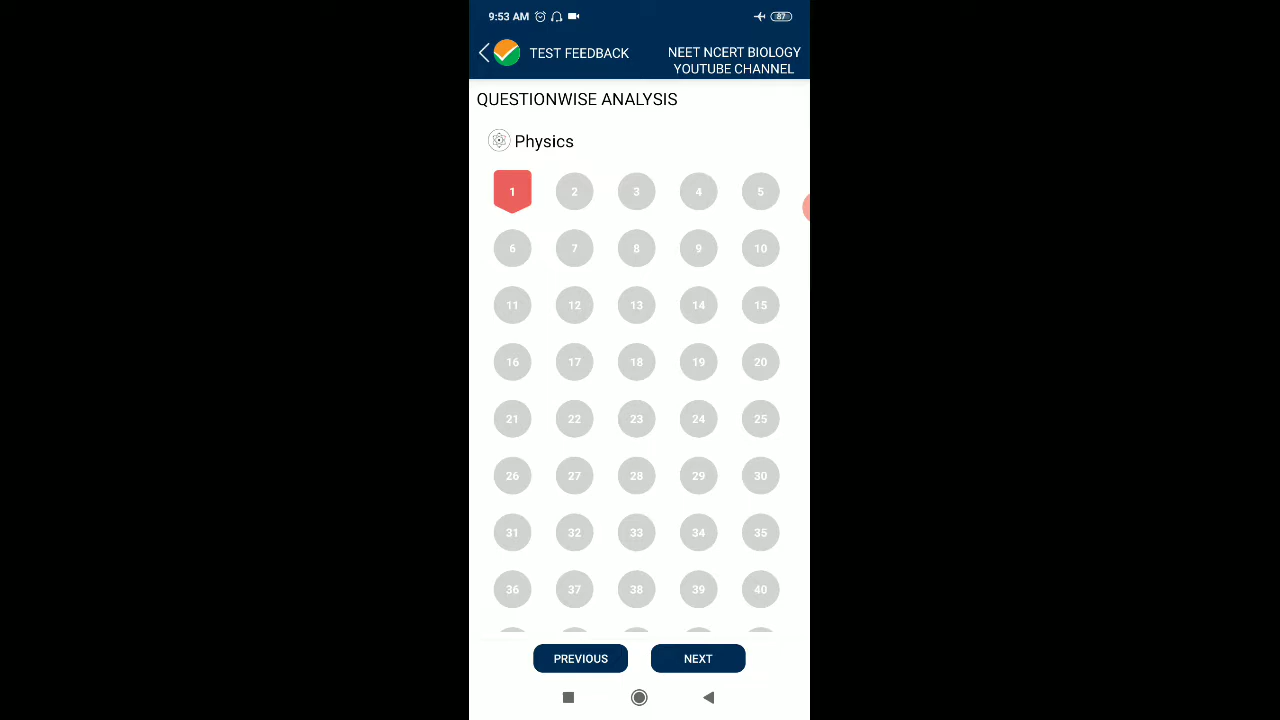 9:53 AM
87
TEST FEEDBACK
NEET NCERT BIOLOGY
YOUTUBE CHANNEL
QUESTIONWISE ANALYSIS
Physics
1 2 3 4 5
6 7 8 9 10
11 12 13 14 15
16 17 18 19 20
21 22 23 24 25
26 27 28 29 30
31 32 33 34 35
36 37 38 39 40
PREVIOUS NEXT